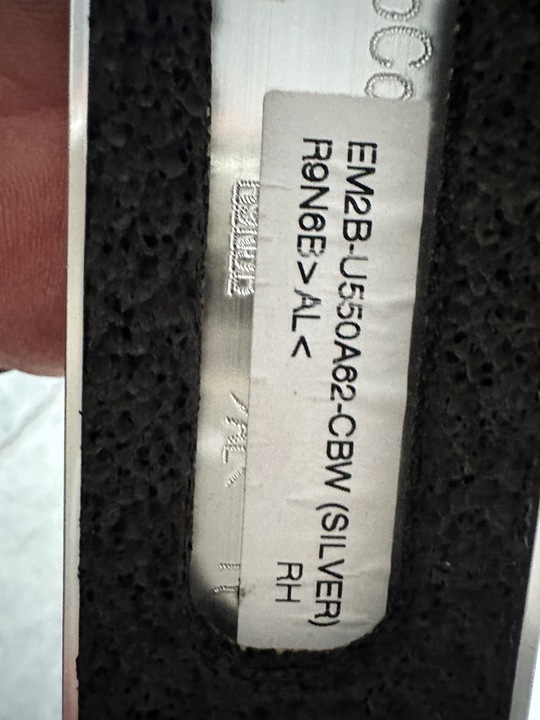 EM2B-U550A62-CBW (SILVER)
R9N6B>AL<
RH